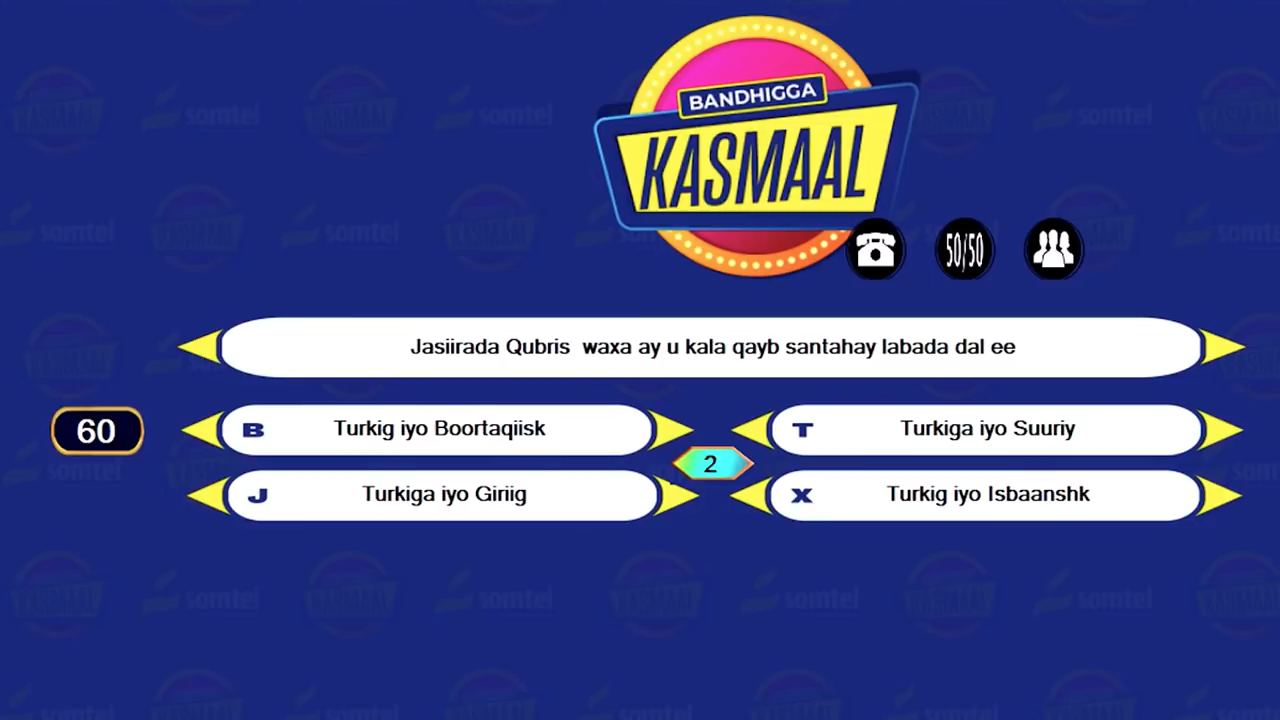 BANDHIGGA
KASMAAL
50/50
Jasiirada Qubris waxa ay u kala qayb santahay labada dal ee
60
B Turkig iyo Boortaqiisk
T Turkiga iyo Suuriy
2
J Turkiga iyo Giriig
X Turkig iyo Isbaanshk